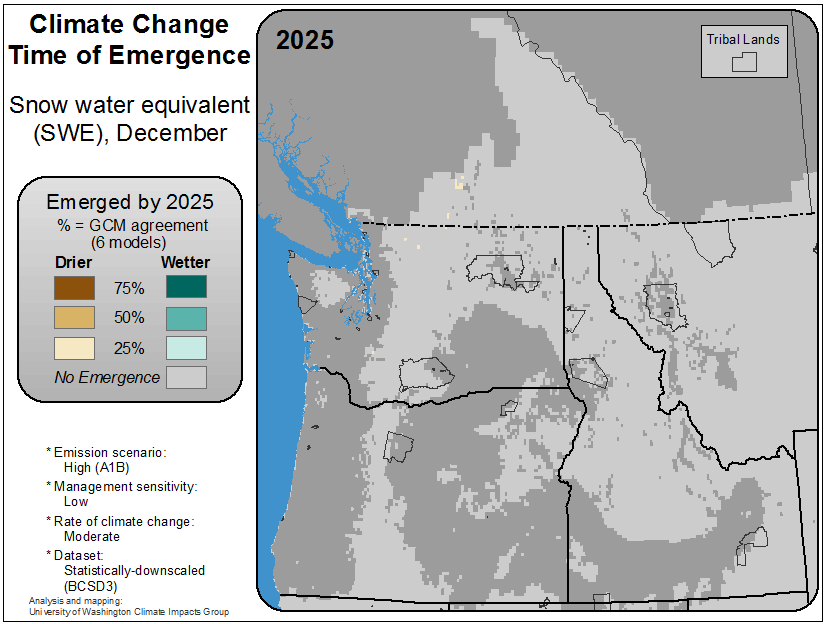 Climate Change
Time of Emergence
Snow water equivalent
(SWE), December
Emerged by 2025
% = GCM agreement
(6 models)
Drier Wetter
75%
50%
25%
No Emergence
* Emission scenario:
High (A1B)
* Management sensitivity:
Low
* Rate of climate change:
Moderate
* Dataset:
Statistically-downscaled
(BCSD3)
Analysis and mapping:
University of Washington Climate Impacts Group
2025
Tribal Lands